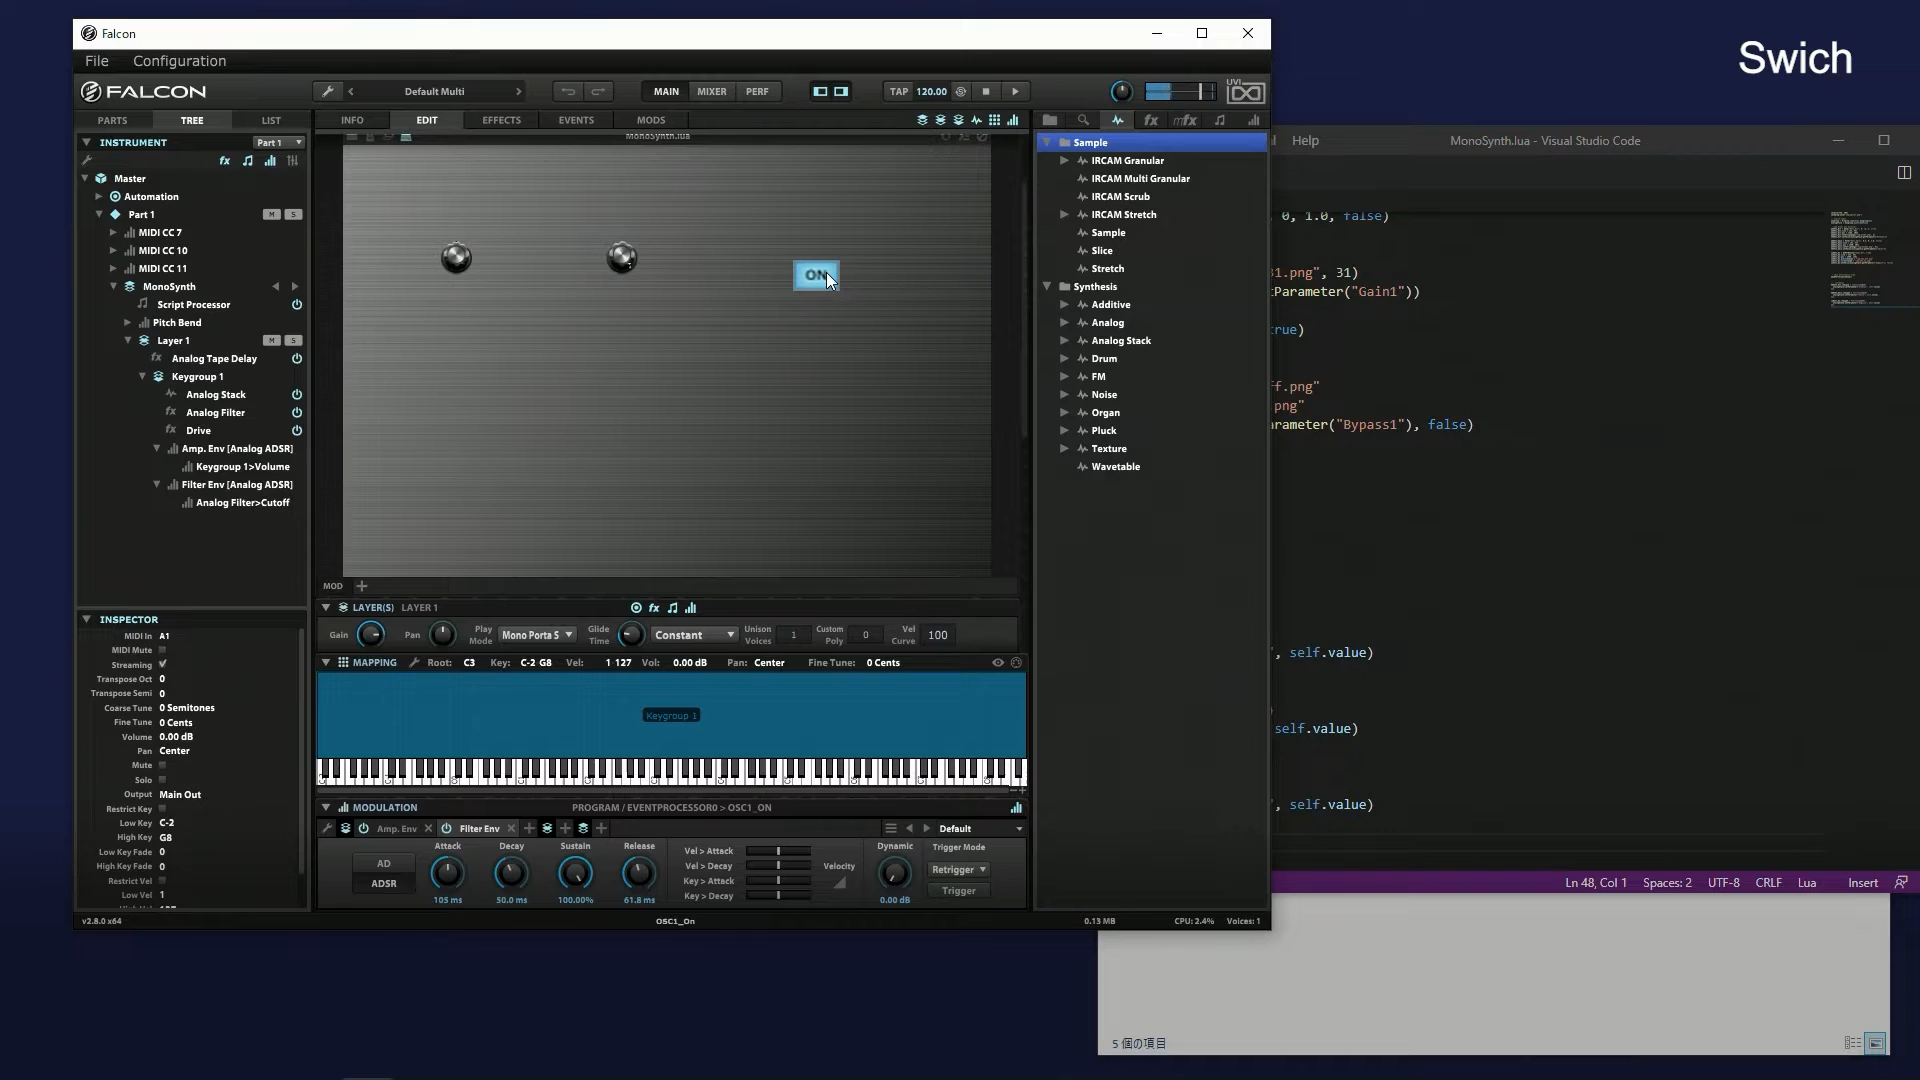 Falcon
Swich
File Configuration
FALCON
Default Multi
MAIN MIXER PERF
TAP 120.00
UVI
PARTS TREE LIST
INFO EDIT EFFECTS EVENTS MODS
MonoSynth.lua
INSTRUMENT Part 1
Master
Automation
Part 1 M S
MIDI CC 7
MIDI CC 10
MIDI CC 11
MonoSynth
Script Processor
Pitch Bend
Layer 1 M S
Analog Tape Delay
Keygroup 1
Analog Stack
Analog Filter
Drive
Amp. Env [Analog ADSR]
Keygroup 1>Volume
Filter Env [Analog ADSR]
Analog Filter>Cutoff
ON
Sample
IRCAM Granular
IRCAM Multi Granular
IRCAM Scrub
IRCAM Stretch
Sample
Slice
Stretch
Synthesis
Additive
Analog
Analog Stack
Drum
FM
Noise
Organ
Pluck
Texture
Wavetable
Help MonoSynth.lua - Visual Studio Code
, 0, 1.0, false)
31.png", 31)
tParameter("Gain1"))
true)
ff.png"
png"
arameter("Bypass1"), false)
", self.value)
self.value)
", self.value)
Ln 48, Col 1 Spaces: 2 UTF-8 CRLF Lua Insert
MOD
LAYER(S) LAYER 1
Gain Pan Play Mode Mono Porta S Glide Time Constant Unison Voices 1 Custom Poly 0 Vel Curve 100
MAPPING Root: C3 Key: C-2 G8 Vel: 1 127 Vol: 0.00 dB Pan: Center Fine Tune: 0 Cents
Keygroup 1
MODULATION PROGRAM / EVENTPROCESSOR0 > OSC1_ON
Amp. Env Filter Env Default
AD
ADSR
Attack Decay Sustain Release
103 ms 50.0 ms 100.00% 61.8 ms
Vel > Attack
Vel > Decay
Key > Attack
Key > Decay
Velocity
Dynamic
0.00 dB
Trigger Mode
Retrigger
Trigger
INSPECTOR
MIDI In A1
MIDI Mute
Streaming
Transpose Oct 0
Transpose Semi 0
Coarse Tune 0 Semitones
Fine Tune 0 Cents
Volume 0.00 dB
Pan Center
Mute
Solo
Output Main Out
Restrict Key
Low Key C-2
High Key G8
Low Key Fade 0
High Key Fade 0
Restrict Vel
Low Vel 1
v2.8.0 x64
OSC1_On
0.13 MB
CPU: 2.4% Voices: 1
5 個の項目